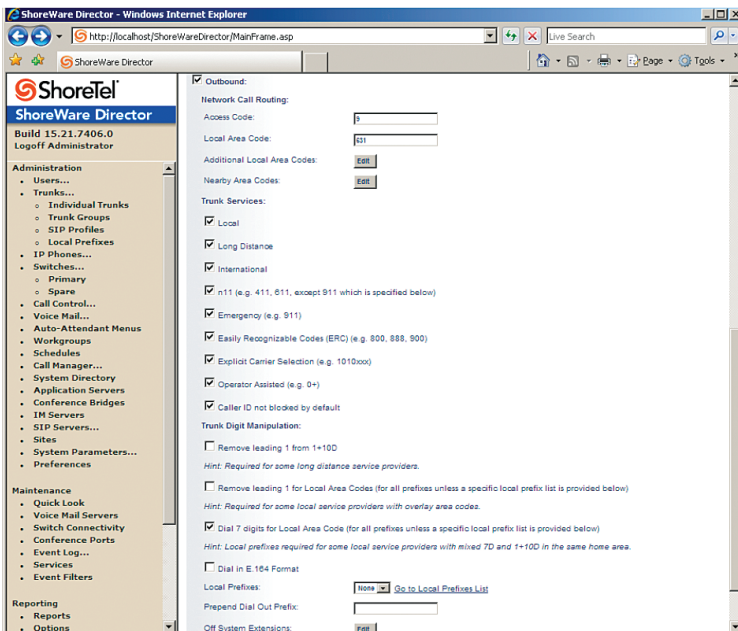 ShoreWare Director - Windows Internet Explorer
http://localhost/ShoreWareDirector/MainFrame.asp
Live Search
ShoreWare Director
Page
Tools
ShoreTel
ShoreWare Director
Build 15.21.7406.0
Logoff Administrator
Administration
Users...
Trunks...
Individual Trunks
Trunk Groups
SIP Profiles
Local Prefixes
IP Phones...
Switches...
Primary
Spare
Call Control...
Voice Mail...
Auto-Attendant Menus
Workgroups
Schedules
Call Manager...
System Directory
Application Servers
Conference Bridges
IM Servers
SIP Servers...
Sites
System Parameters...
Preferences
Maintenance
Quick Look
Voice Mail Servers
Switch Connectivity
Conference Ports
Event Log...
Services
Event Filters
Reporting
Reports
Options
Outbound:
Network Call Routing:
Access Code: 9
Local Area Code: 631
Additional Local Area Codes: Edit
Nearby Area Codes: Edit
Trunk Services:
Local
Long Distance
International
n11 (e.g. 411, 611, except 911 which is specified below)
Emergency (e.g. 911)
Easily Recognizable Codes (ERC) (e.g. 800, 888, 900)
Explicit Carrier Selection (e.g. 1010xxx)
Operator Assisted (e.g. 0+)
Caller ID not blocked by default
Trunk Digit Manipulation:
Remove leading 1 from 1+10D
Hint: Required for some long distance service providers.
Remove leading 1 for Local Area Codes (for all prefixes unless a specific local prefix list is provided below)
Hint: Required for some local service providers with overlay area codes.
Dial 7 digits for Local Area Code (for all prefixes unless a specific local prefix list is provided below)
Hint: Local prefixes required for some local service providers with mixed 7D and 1+10D in the same home area.
Dial in E.164 Format
Local Prefixes: None Go to Local Prefixes List
Prepend Dial Out Prefix:
Off System Extensions: Edit